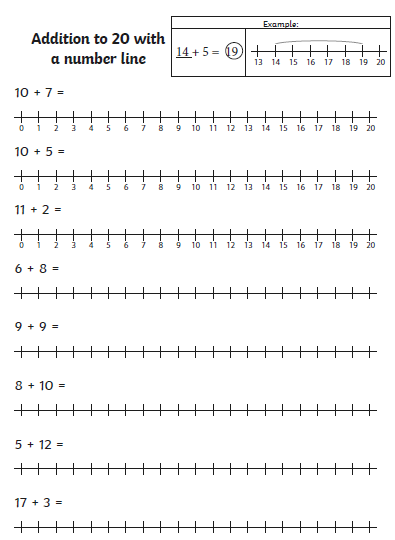 Addition to 20 with
a number line
Example:
14 + 5 = 19
13 14 15 16 17 18 19 20
10 + 7 =
0 1 2 3 4 5 6 7 8 9 10 11 12 13 14 15 16 17 18 19 20
10 + 5 =
0 1 2 3 4 5 6 7 8 9 10 11 12 13 14 15 16 17 18 19 20
11 + 2 =
0 1 2 3 4 5 6 7 8 9 10 11 12 13 14 15 16 17 18 19 20
6 + 8 =
9 + 9 =
8 + 10 =
5 + 12 =
17 + 3 =